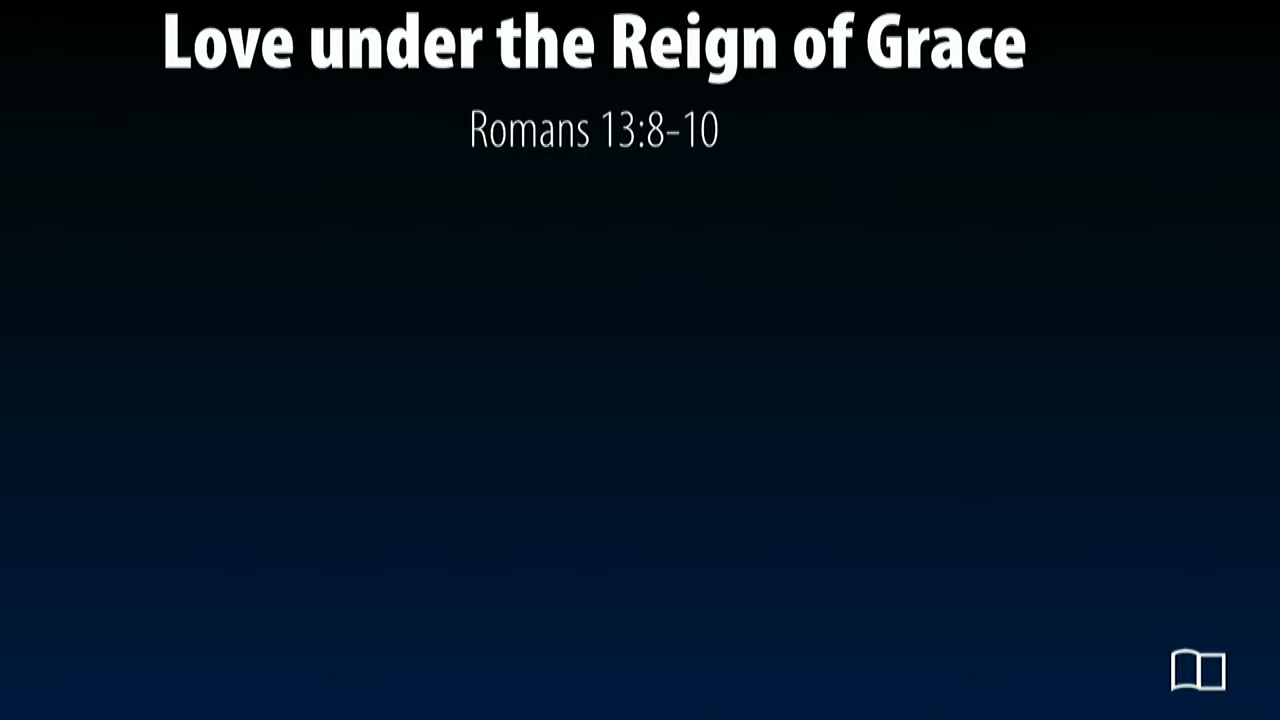 Love under the Reign of Grace
Romans 13:8–10